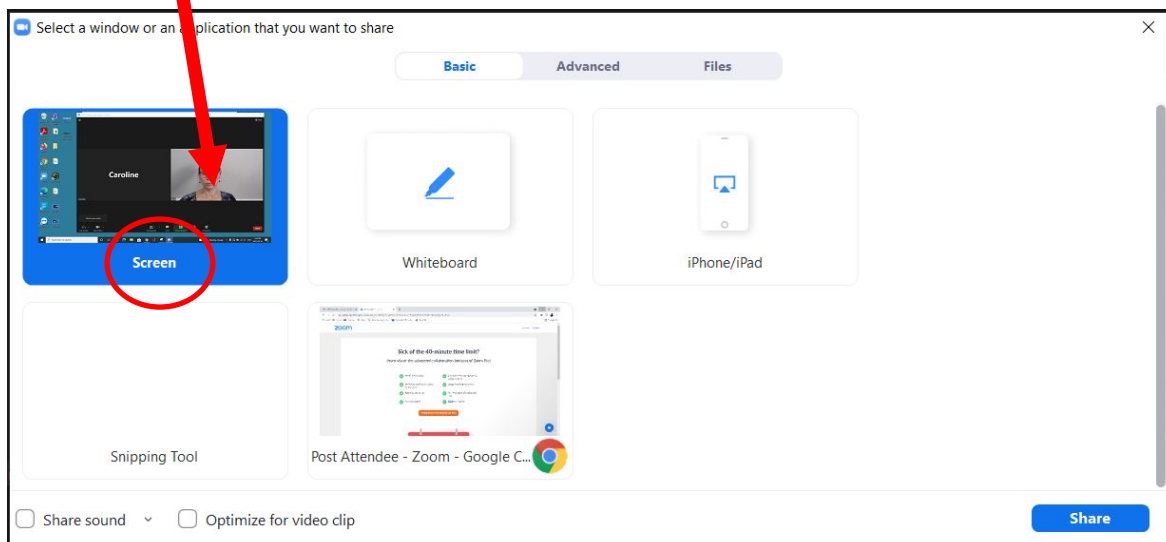 Select a window or an application that you want to share
Basic Advanced Files
Caroline
Screen
Whiteboard
iPhone/iPad
zoom
Sick of the 40-minute time limit?
Snipping Tool
Post Attendee - Zoom - Google C...
Share sound
Optimize for video clip
Share